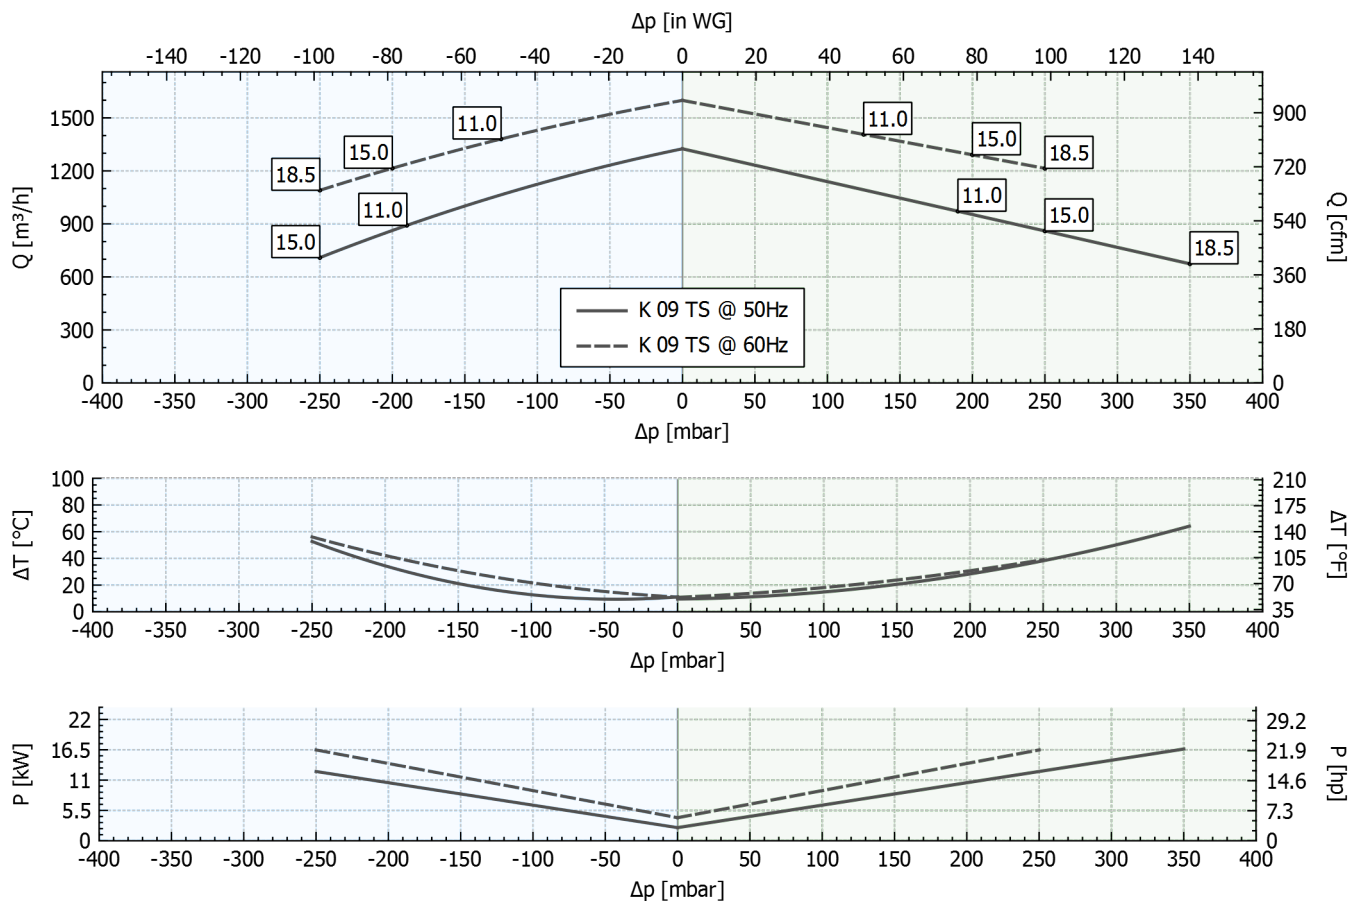 Δp [in WG]
-140 -120 -100 -80 -60 -40 -20 0 20 40 60 80 100 120 140
1500 1200 900 600 300 0
Q [m³/h]
900 720 540 360 180 0
Q [cfm]
18.5 15.0 11.0 11.0 15.0 18.5
15.0 11.0 11.0 15.0 18.5
K 09 TS @ 50Hz
K 09 TS @ 60Hz
-400 -350 -300 -250 -200 -150 -100 -50 0 50 100 150 200 250 300 350 400
Δp [mbar]
100 80 60 40 20 0
ΔT [°C]
210 175 140 105 70 35
ΔT [°F]
-400 -350 -300 -250 -200 -150 -100 -50 0 50 100 150 200 250 300 350 400
Δp [mbar]
22 16.5 11 5.5 0
P [kW]
29.2 21.9 14.6 7.3 0
P [hp]
-400 -350 -300 -250 -200 -150 -100 -50 0 50 100 150 200 250 300 350 400
Δp [mbar]